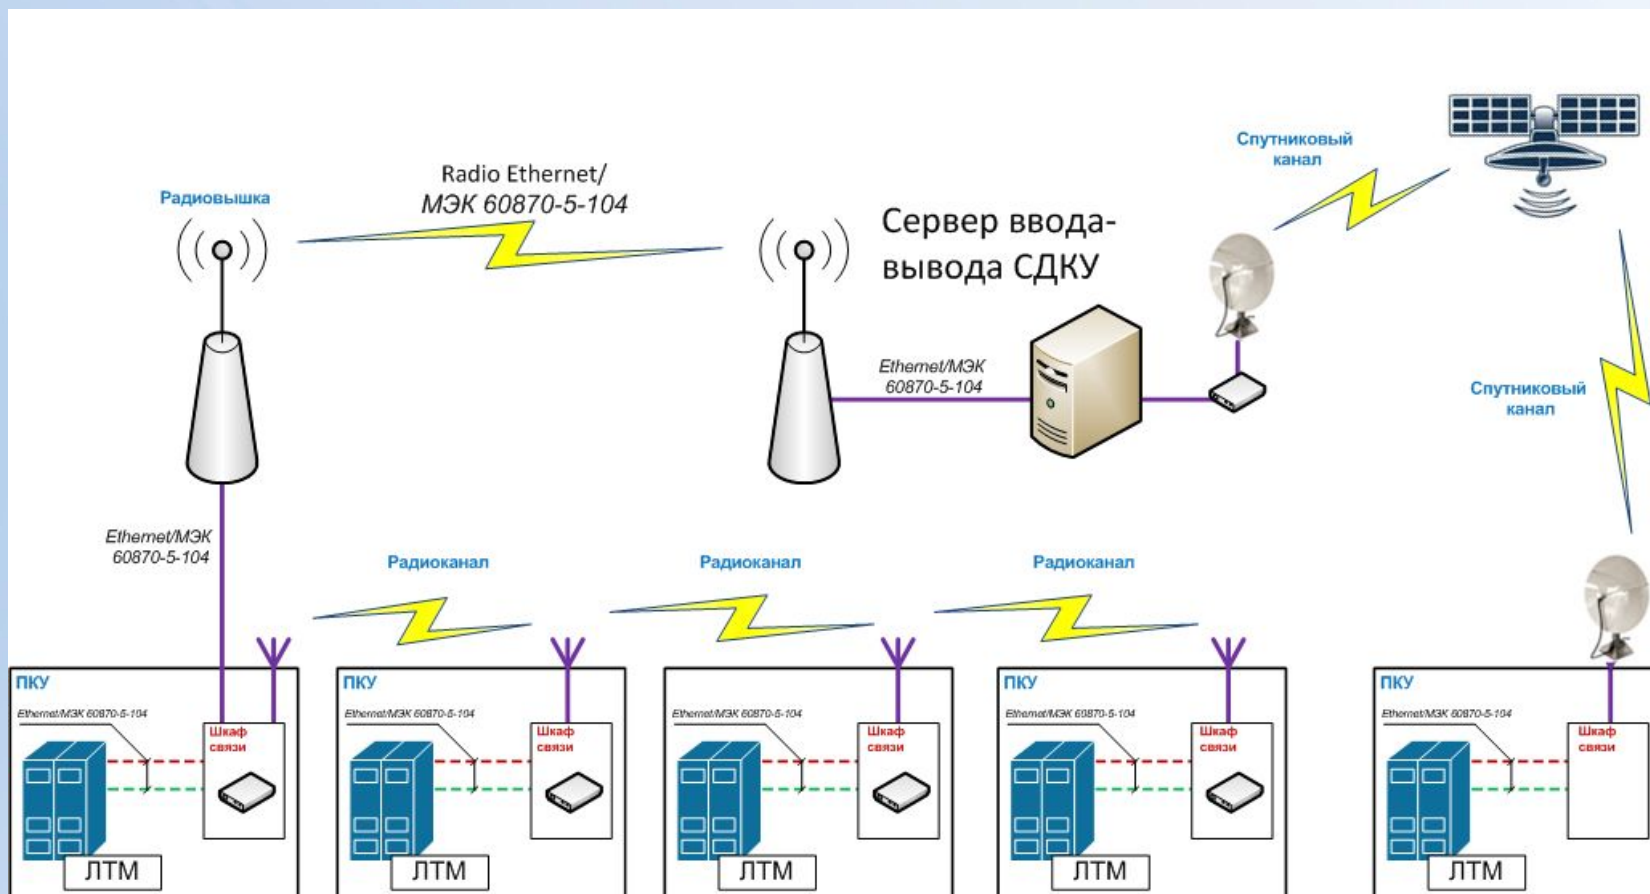 Спутниковый
канал
Radio Ethernet/
МЭК 60870-5-104
Радиовышка
Сервер ввода-
вывода СДКУ
Ethernet/МЭК
60870-5-104
Спутниковый
канал
Ethernet/МЭК
60870-5-104
Радиоканал
Радиоканал
Радиоканал
ПКУ
Ethernet/МЭК 60870-5-104
Шкаф
связи
ЛТМ
ПКУ
Ethernet/МЭК 60870-5-104
Шкаф
связи
ЛТМ
Ethernet/МЭК 60870-5-104
Шкаф
связи
ЛТМ
ПКУ
Ethernet/МЭК 60870-5-104
Шкаф
связи
ЛТМ
ПКУ
Ethernet/МЭК 60870-5-104
Шкаф
связи
ЛТМ